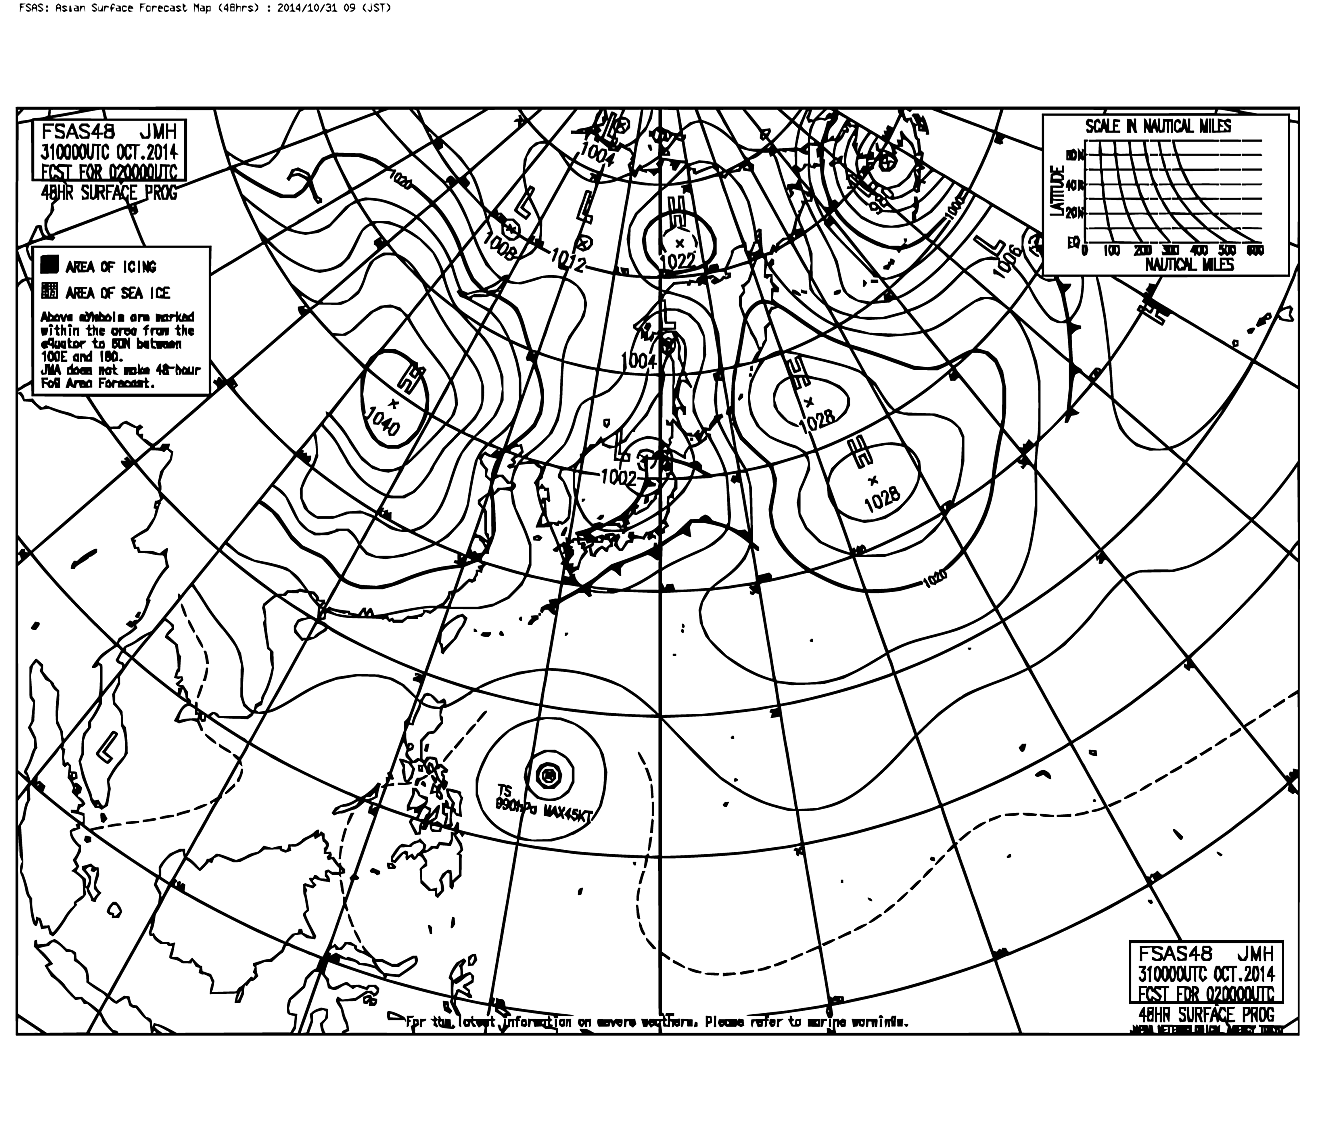 FSAS: Asian Surface Forecast Map (48hrs) : 2014/10/31 09 (JST)
FSAS48 JMH
310000UTC OCT.2014
FCST FOR 020000UTC
48HR SURFACE PROG
AREA OF ICING
AREA OF SEA ICE
Above symbols are marked
within the area from the
equator to 60N between
100E and 180.
JMA does not make 48-hour
Fog Area Forecast.
SCALE IN NAUTICAL MILES
LATITUDE
60N
40N
20N
EQ
0 100 200 300 400 500 600
NAUTICAL MILES
L
1004
1020
L
1008
L
1012
H
1022
1000
L
1006
H
L
1004
H
1040
H
1028
H
1028
L
1002
1020
L
TS
990hPa MAX45KT
For the latest information on severe weathers, Please refer to marine warnings.
FSAS48 JMH
310000UTC OCT.2014
FCST FOR 020000UTC
48HR SURFACE PROG
JAPAN METEOROLOGICAL AGENCY TOKYO